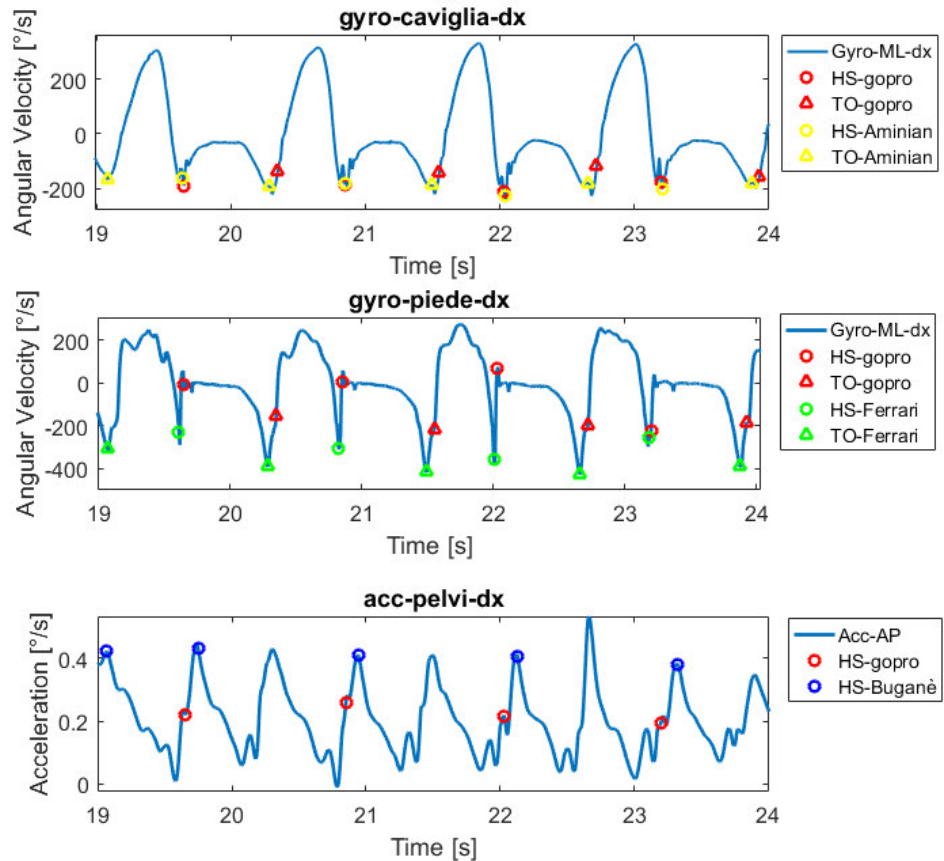 gyro-caviglia-dx
Angular Velocity [°/s]
200
0
-200
19 20 21 22 23 24
Time [s]
Gyro-ML-dx
HS-gopro
TO-gopro
HS-Aminian
TO-Aminian
gyro-piede-dx
Angular Velocity [°/s]
200
0
-200
-400
19 20 21 22 23 24
Time [s]
Gyro-ML-dx
HS-gopro
TO-gopro
HS-Ferrari
TO-Ferrari
acc-pelvi-dx
Acceleration [°/s]
0.4
0.2
0
19 20 21 22 23 24
Time [s]
Acc-AP
HS-gopro
HS-Buganè